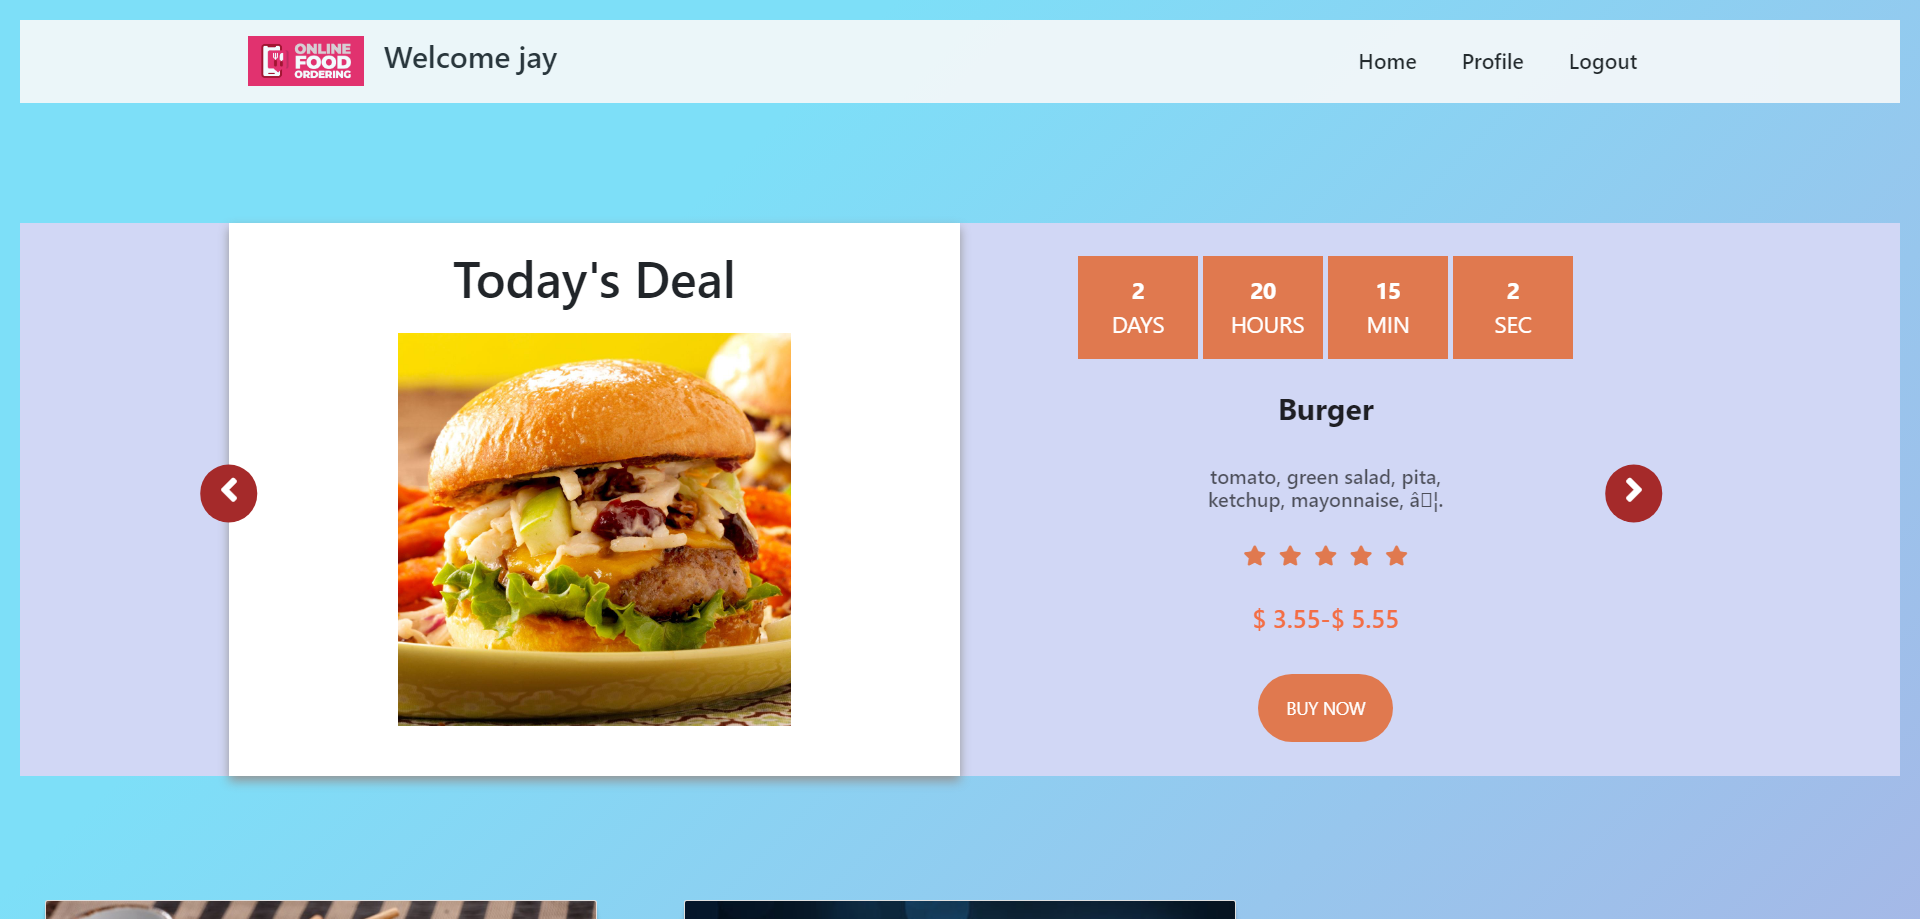 ONLINE
FOOD
ORDERING
Welcome jay
Home
Profile
Logout
Today's Deal
2
DAYS
20
HOURS
15
MIN
2
SEC
Burger
tomato, green salad, pita,
ketchup, mayonnaise, â□¦.
$ 3.55-$ 5.55
BUY NOW